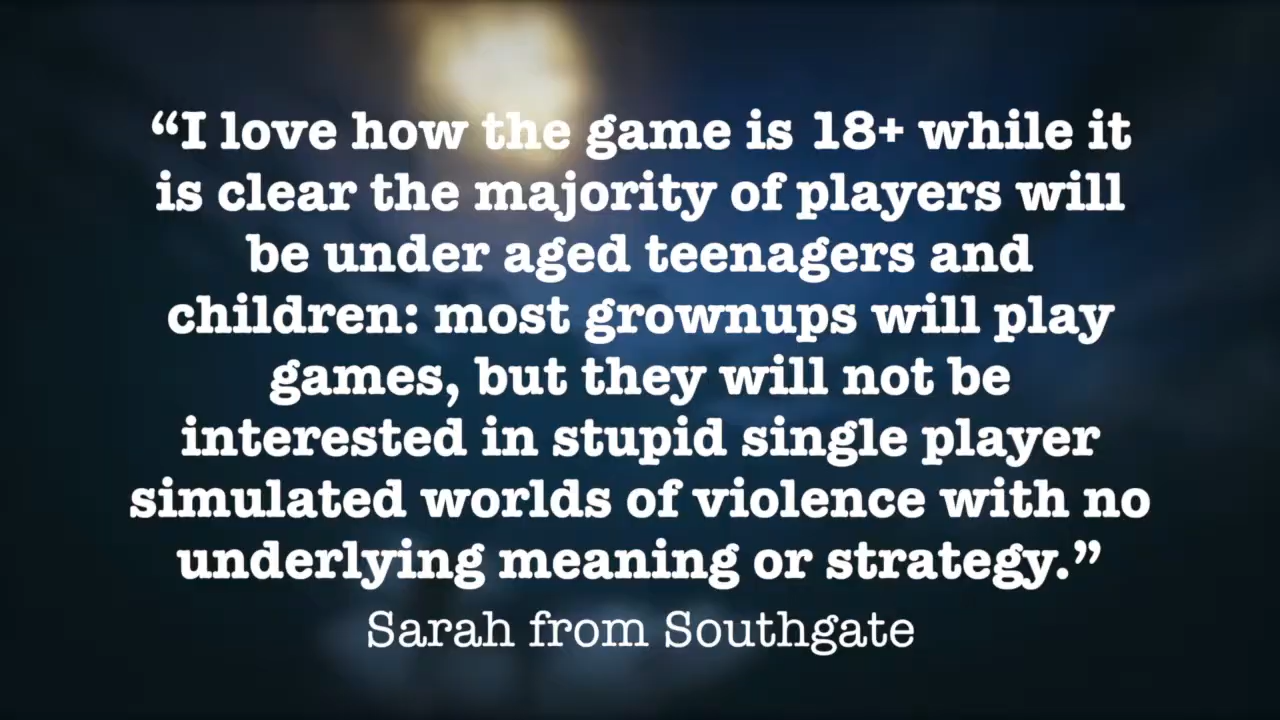 “I love how the game is 18+ while it
is clear the majority of players will
be under aged teenagers and
children: most grownups will play
games, but they will not be
interested in stupid single player
simulated worlds of violence with no
underlying meaning or strategy.”
Sarah from Southgate